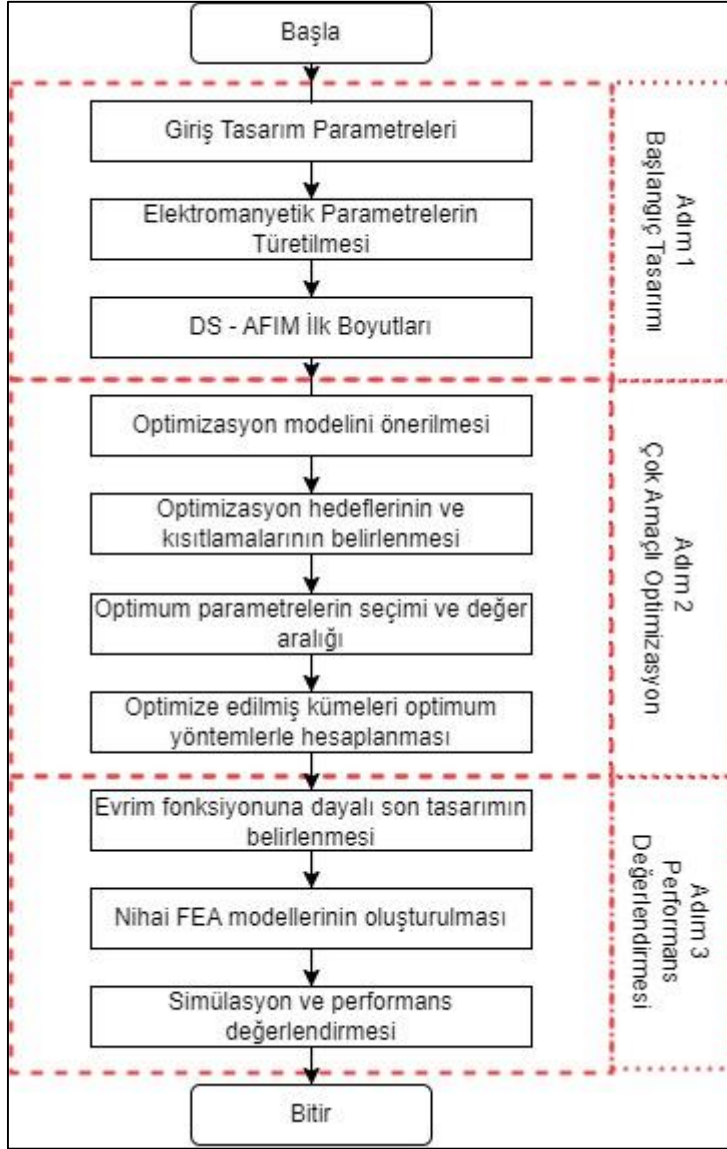 Başla
Giriş Tasarım Parametreleri
Elektromanyetik Parametrelerin
Türetilmesi
DS - AFIM İlk Boyutları
Adım 1
Başlangıç Tasarımı
Optimizasyon modelini önerilmesi
Optimizasyon hedeflerinin ve
kısıtlamalarının belirlenmesi
Optimum parametrelerin seçimi ve değer
aralığı
Optimize edilmiş kümeleri optimum
yöntemlerle hesaplanması
Adım 2
Çok Amaçlı Optimizasyon
Evrim fonksiyonuna dayalı son tasarımın
belirlenmesi
Nihai FEA modellerinin oluşturulması
Simülasyon ve performans
değerlendirmesi
Adım 3
Performans
Değerlendirmesi
Bitir